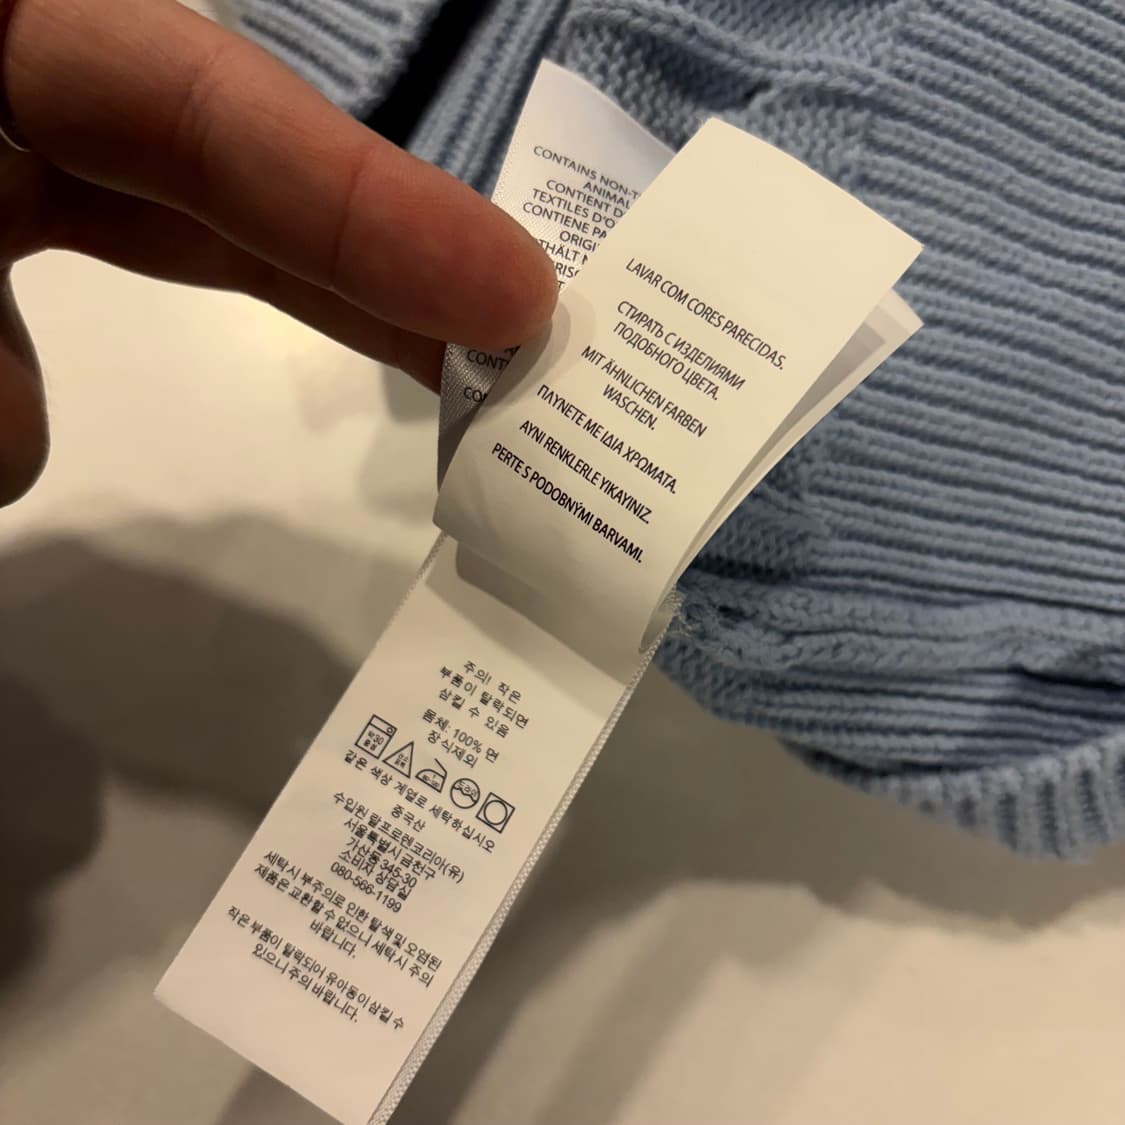 CONTAINS NON-T
ANIMAL
CONTIENT D
TEXTILES D'O
CONTIENE PA
ORIGI
CONT
LAVAR COM CORES PARECIDAS.
СТИРАТЬ С ИЗДЕЛИЯМИ
ПОДОБНОГО ЦВЕТА.
MIT ÄHNLICHEN FARBEN
WASCHEN.
ΠΛΥΝΕΤΕ ΜΕ ΙΔΙΑ ΧΡΩΜΑΤΑ.
AYNI RENKLERLE YIKAYINIZ.
PERTE S PODOBNÝMI BARVAMI.
주의! 작은
부품이 탈락되면
삼킬 수 있음
몸체: 100% 면
장식제외
같은 색상 계열로 세탁하십시오
중국산
수입원 랄프로렌코리아(유)
서울특별시 금천구
가산동 345-30
소비자 상담실
080-566-1199
세탁시 부주의로 인한 탈색 및 오염된
제품은 교환할 수 없으니 세탁시 주의
바랍니다.
작은 부품이 탈락되어 유아동이 삼킬 수
있으니 주의 바랍니다.